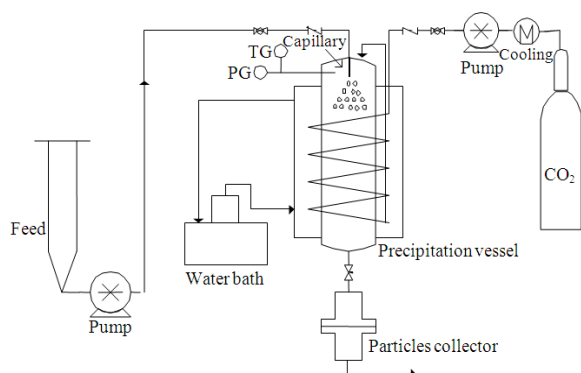 Capillary
TG
PG
Cooling
Pump
CO₂
Feed
Water bath
Precipitation vessel
Pump
Particles collector